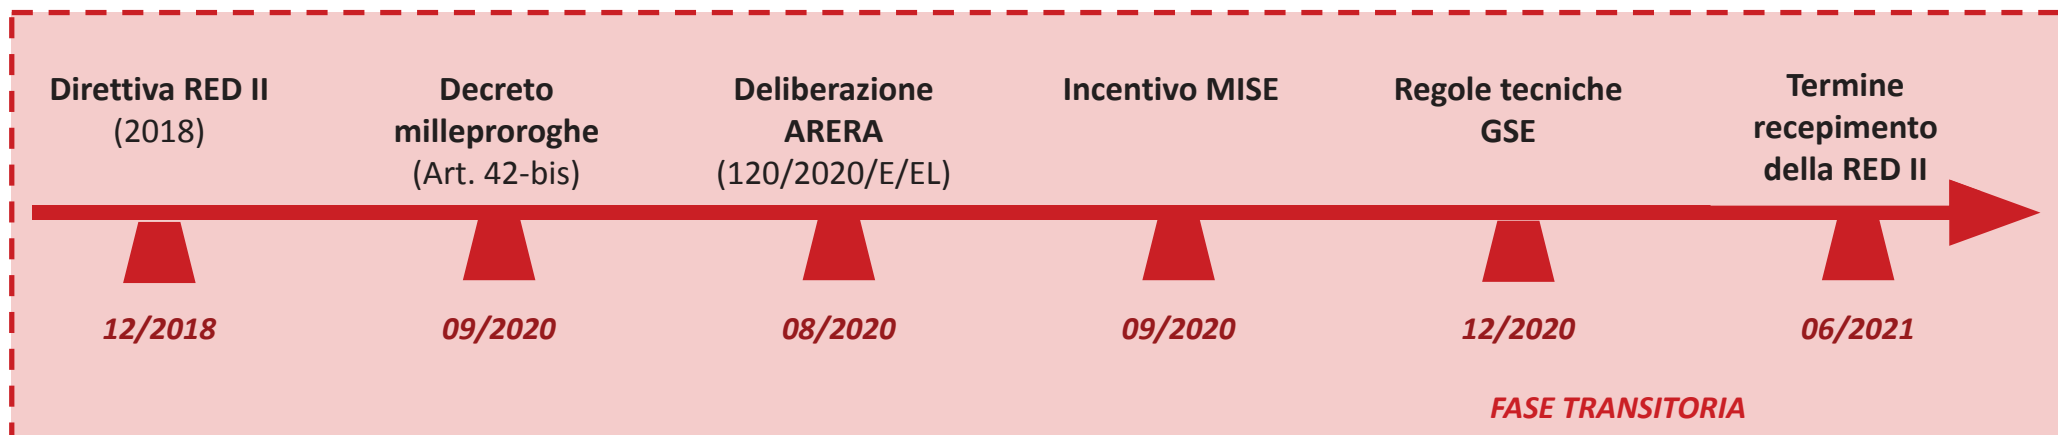 Direttiva RED II
(2018)
Decreto
milleproroghe
(Art. 42-bis)
Deliberazione
ARERA
(120/2020/E/EL)
Incentivo MISE
Regole tecniche
GSE
Termine
recepimento
della RED II
12/2018
09/2020
08/2020
09/2020
12/2020
06/2021
FASE TRANSITORIA